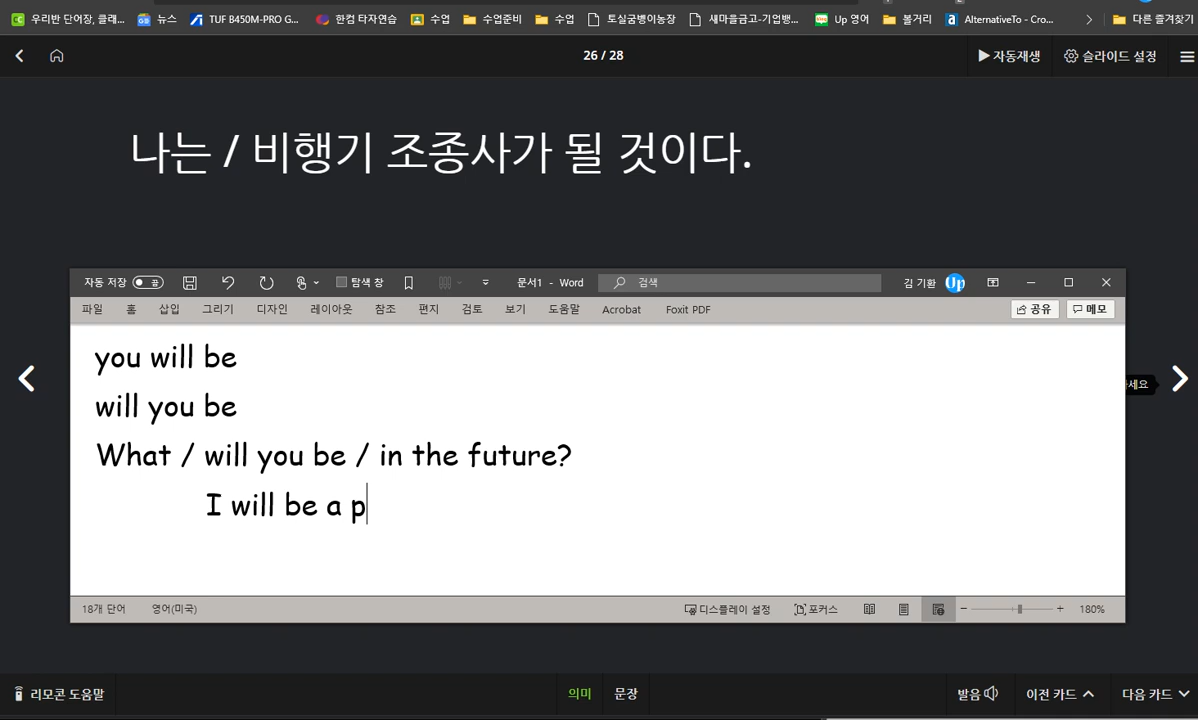 우리반 단어장, 클래... 뉴스 TUF B450M-PRO G... 한컴 타자연습 수업 수업준비 수업 토실굼벵이농장 새마을금고-기업뱅... Up 영어 볼거리 AlternativeTo - Cro... 다른 즐겨찾기
26 / 28 자동재생 슬라이드 설정
나는 / 비행기 조종사가 될 것이다.
자동 저장 끔 탐색 창 문서1 - Word 검색 김 기환 Up
파일 홈 삽입 그리기 디자인 레이아웃 참조 편지 검토 보기 도움말 Acrobat Foxit PDF 공유 메모
you will be
will you be
세요
What / will you be / in the future?
I will be a p
18개 단어 영어(미국) 디스플레이 설정 포커스 180%
리모콘 도움말 의미 문장 발음 이전 카드 다음 카드